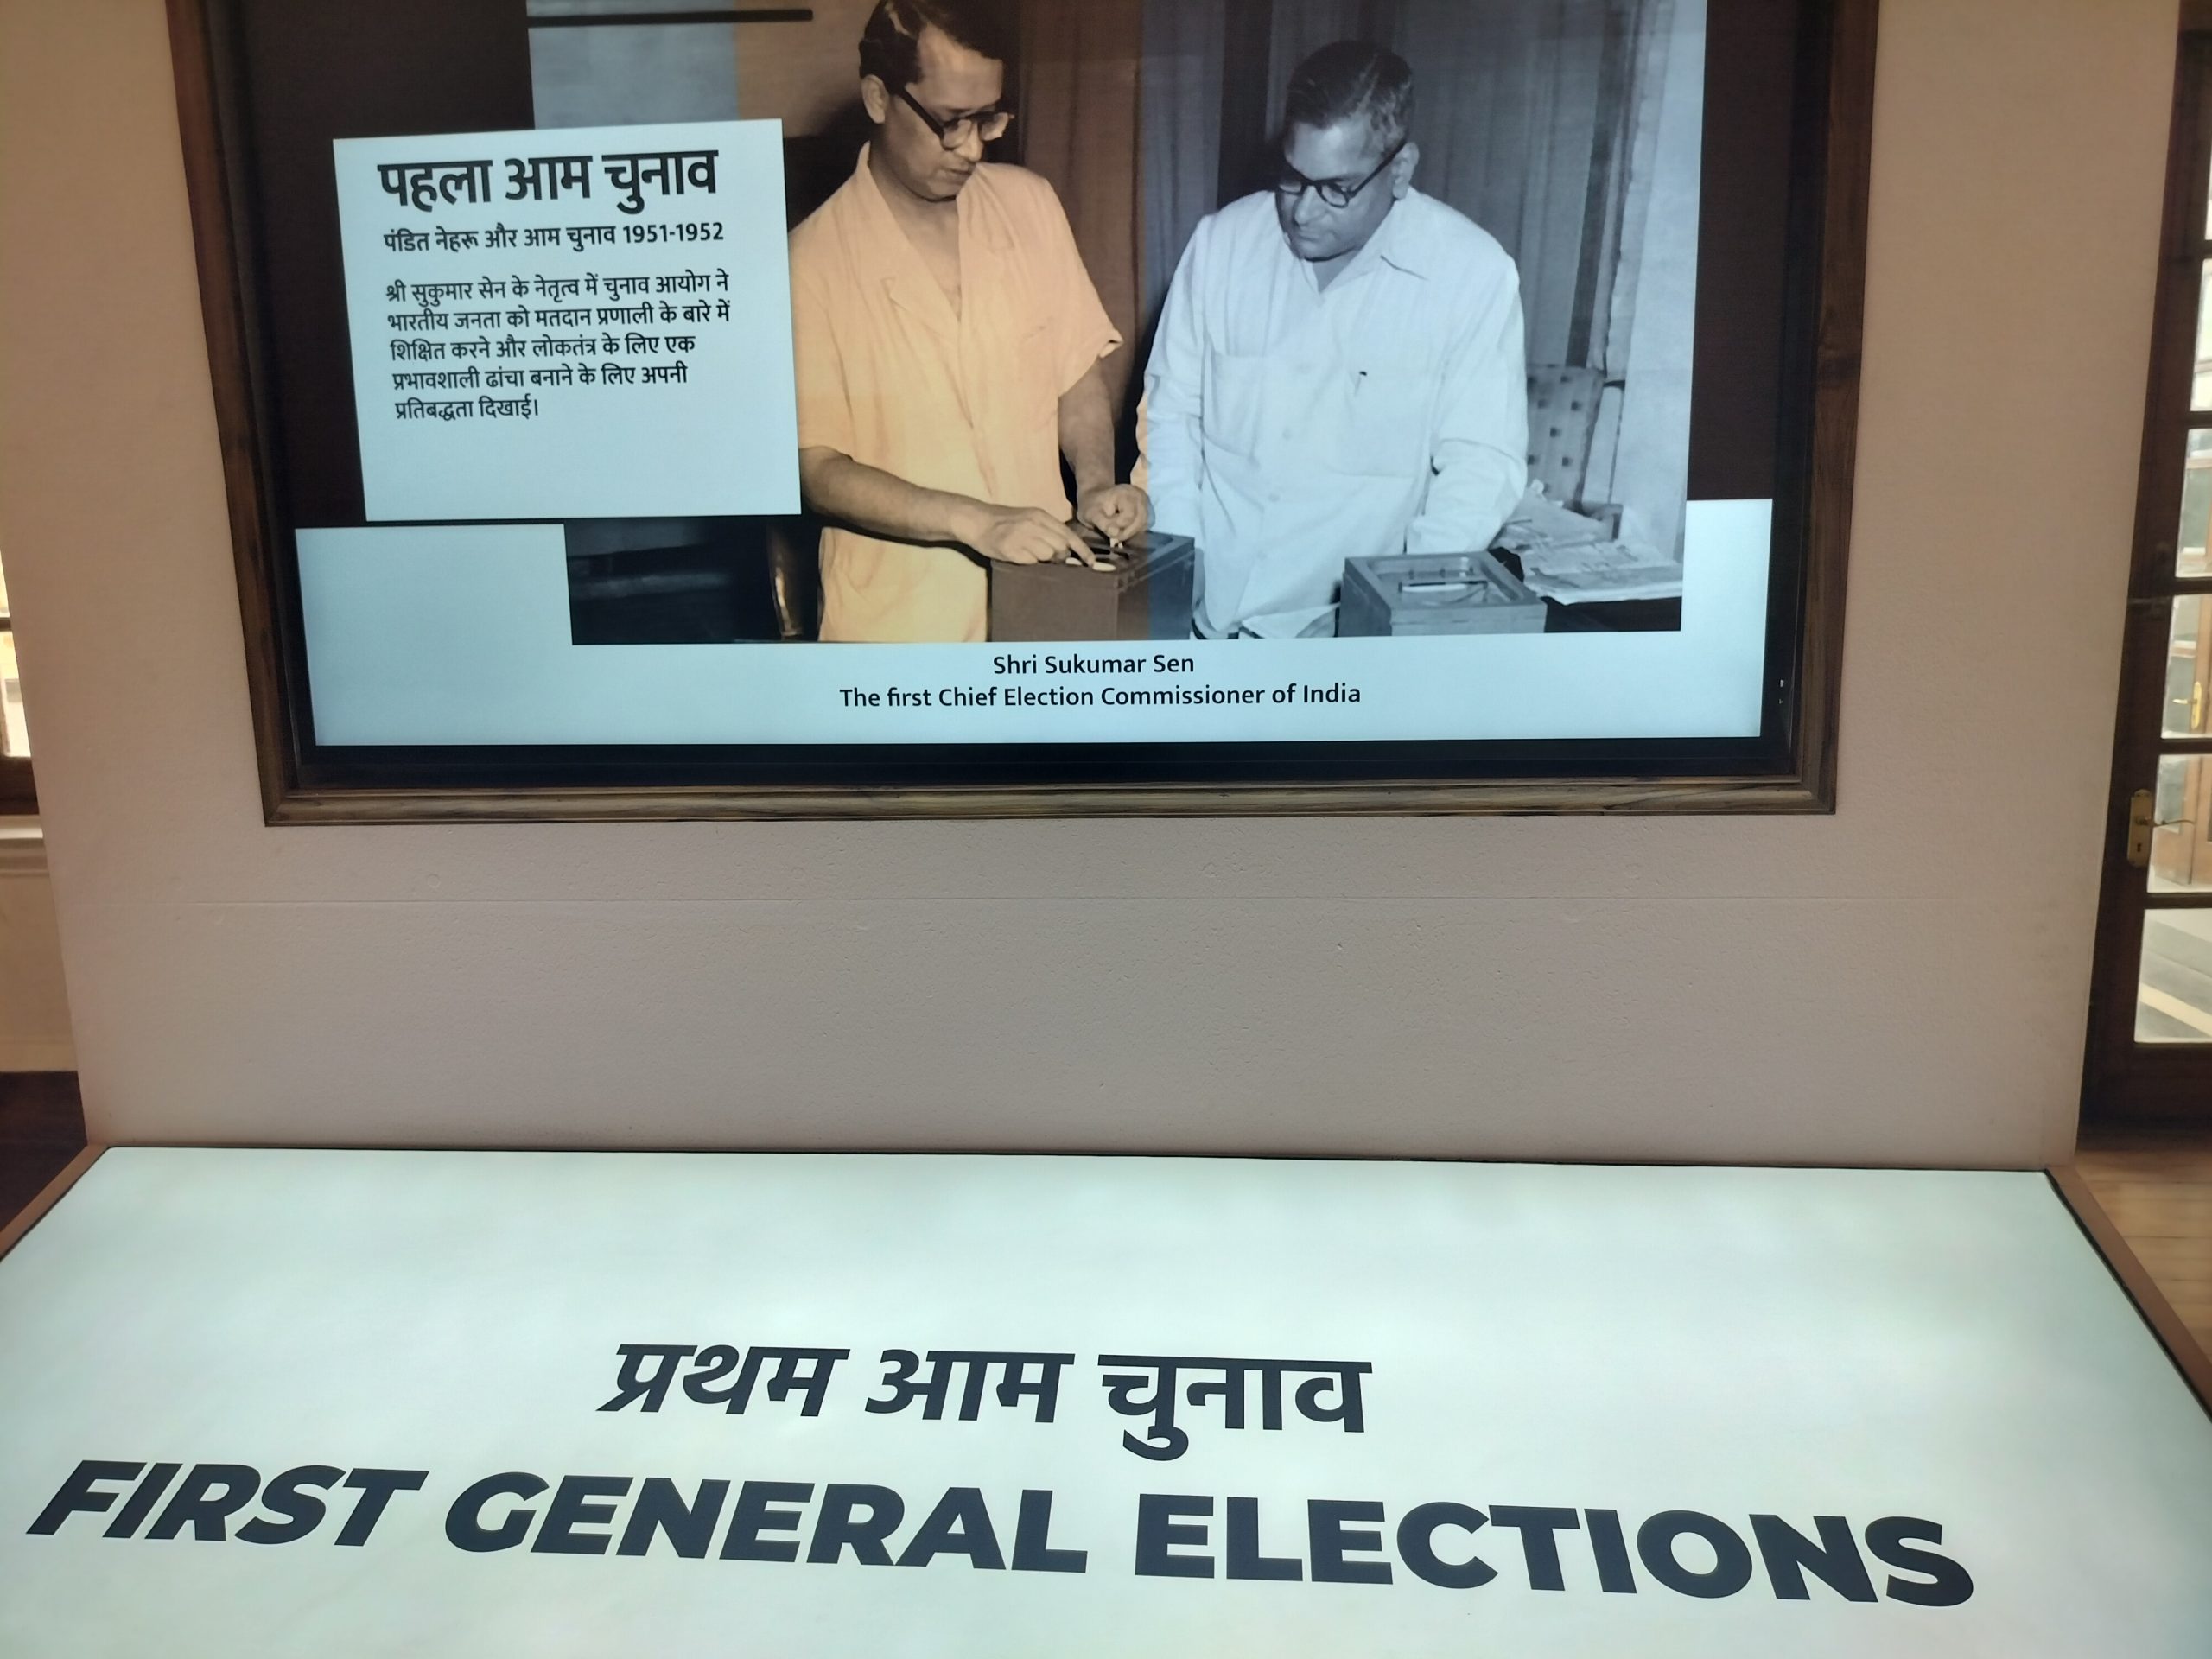 पहला आम चुनाव
पंडित नेहरू और आम चुनाव 1951-1952
श्री सुकुमार सेन के नेतृत्व में चुनाव आयोग ने
भारतीय जनता को मतदान प्रणाली के बारे में
शिक्षित करने और लोकतंत्र के लिए एक
प्रभावशाली ढांचा बनाने के लिए अपनी
प्रतिबद्धता दिखाई।
Shri Sukumar Sen
The first Chief Election Commissioner of India
प्रथम आम चुनाव
FIRST GENERAL ELECTIONS